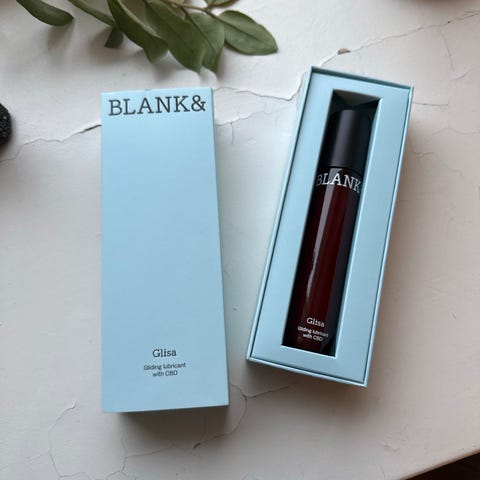 BLANK&
Glisa
Gliding lubricant
with CBD
BLANK
Glisa
Gliding lubricant
with CBD